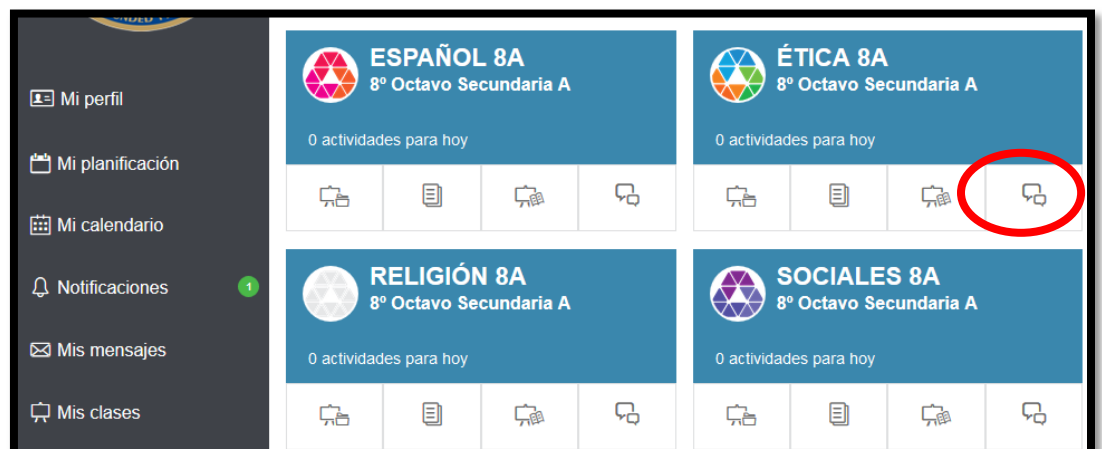 Mi perfil
Mi planificación
Mi calendario
Notificaciones 1
Mis mensajes
Mis clases
ESPAÑOL 8A
8º Octavo Secundaria A
0 actividades para hoy
ÉTICA 8A
8º Octavo Secundaria A
0 actividades para hoy
RELIGIÓN 8A
8º Octavo Secundaria A
0 actividades para hoy
SOCIALES 8A
8º Octavo Secundaria A
0 actividades para hoy